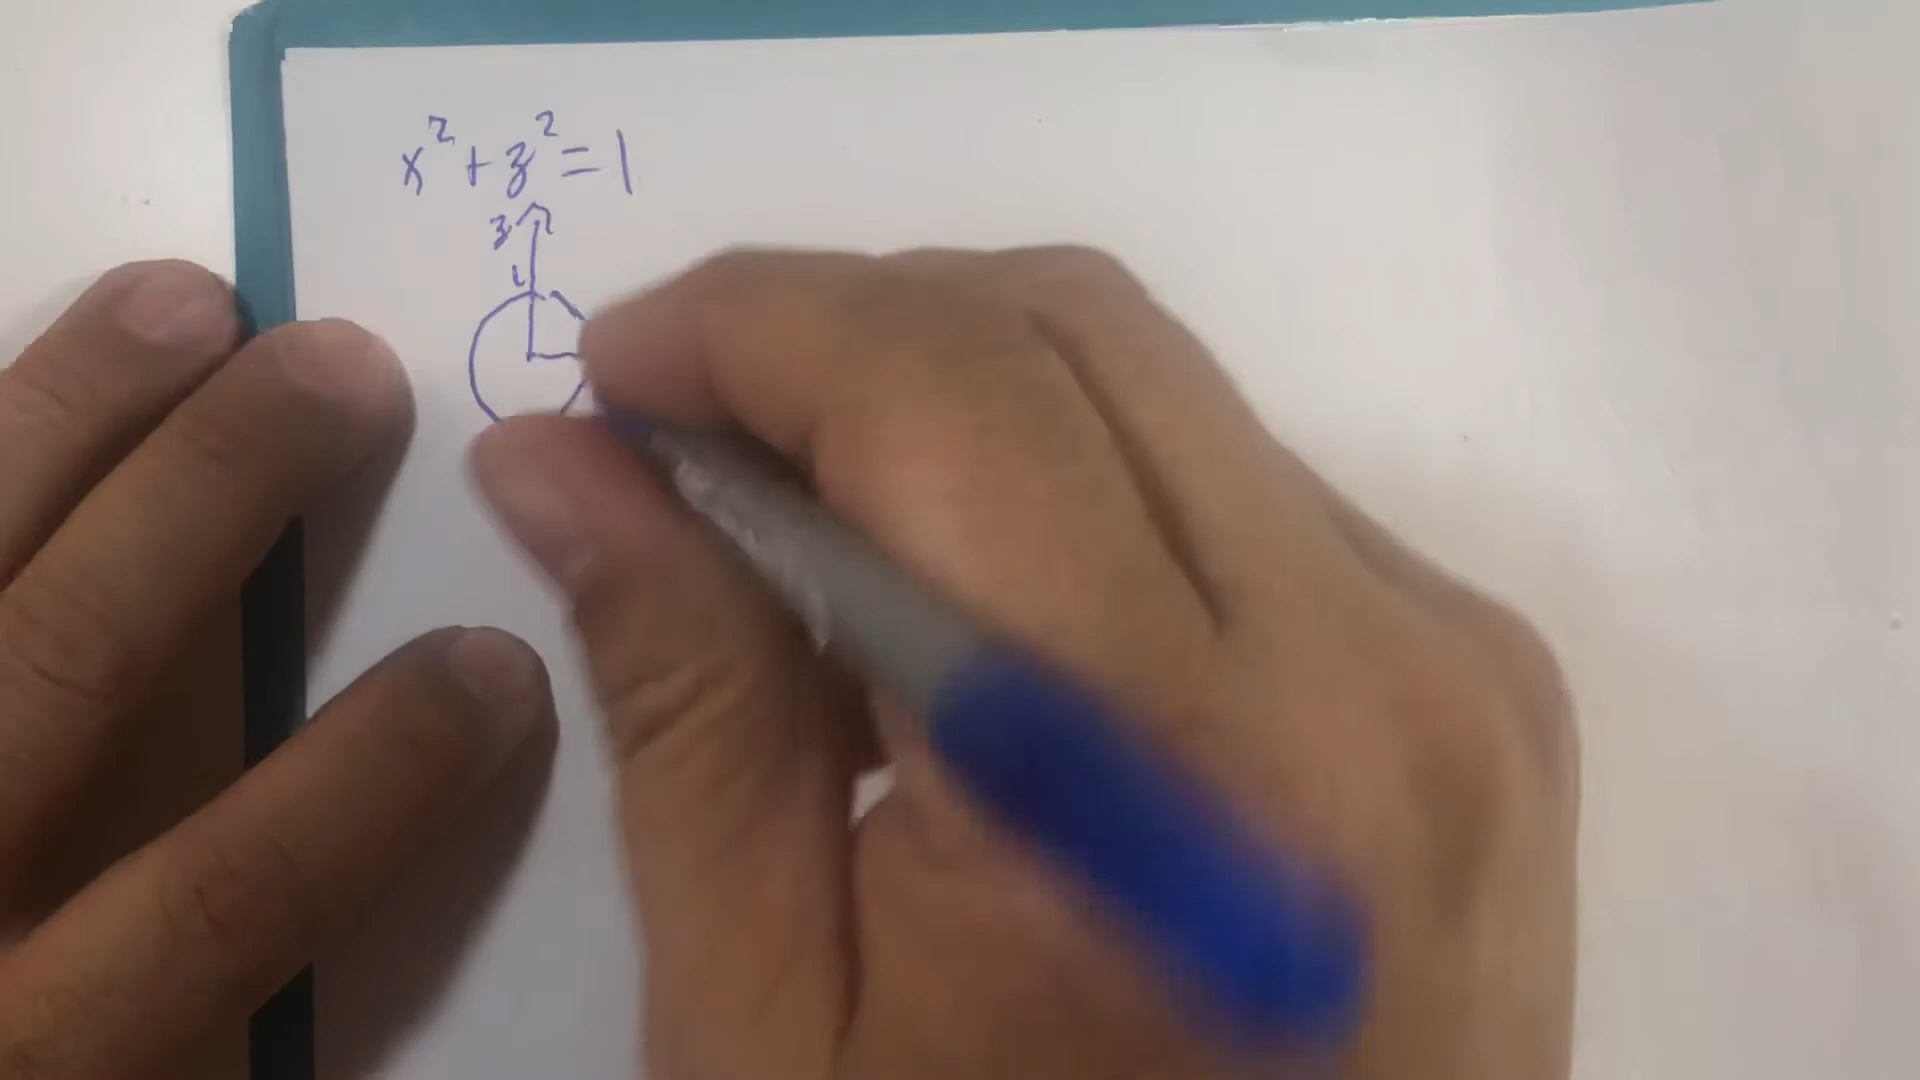 x² + z² = 1
z
1